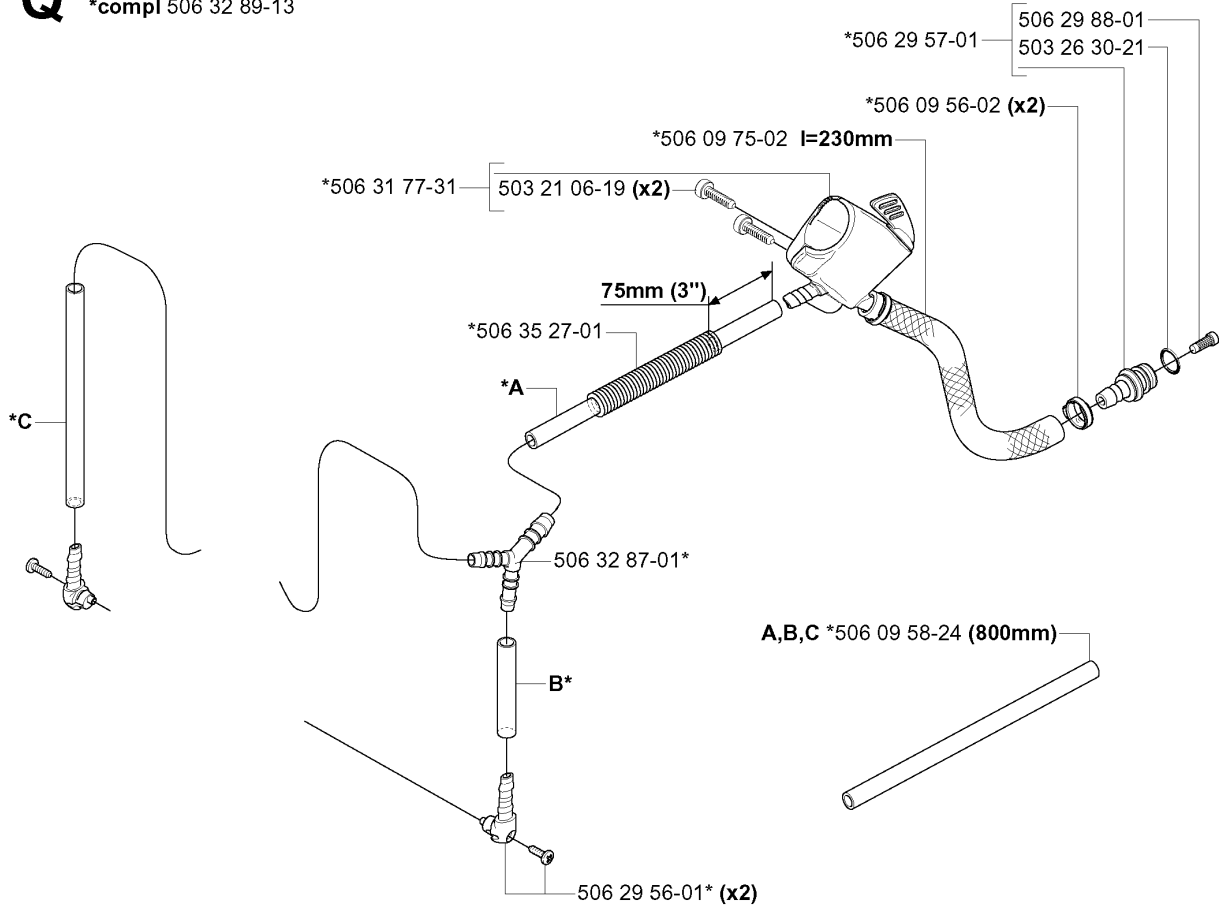 Q *compl 506 32 89-13
506 29 88-01
*506 29 57-01
503 26 30-21
*506 09 56-02 (x2)
*506 09 75-02 l=230mm
*506 31 77-31
503 21 06-19 (x2)
75mm (3")
*506 35 27-01
*A
*C
506 32 87-01*
A,B,C *506 09 58-24 (800mm)
B*
506 29 56-01* (x2)